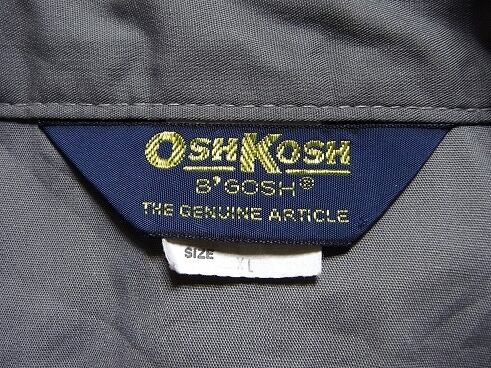 OSHKOSH
B'GOSH®
THE GENUINE ARTICLE
SIZE
XL